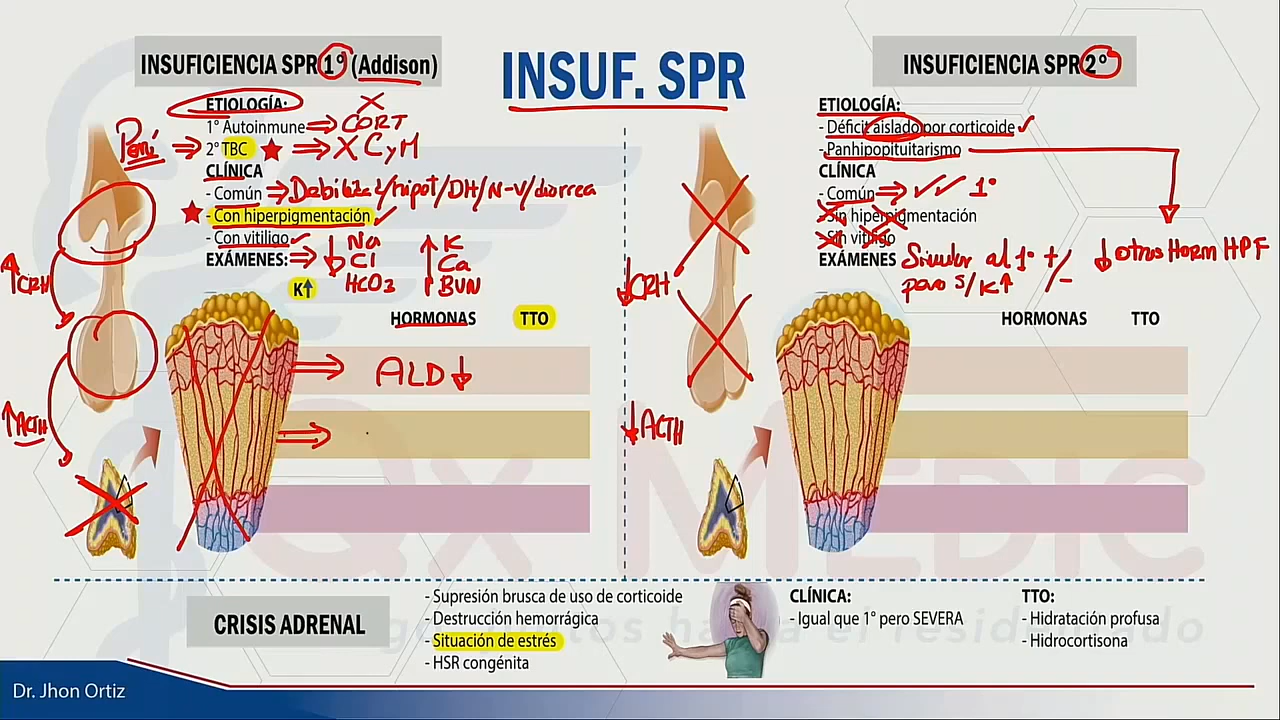 INSUF. SPR
INSUFICIENCIA SPR 1° (Addison)
ETIOLOGÍA: X
1° Autoinmune ⇒ CORT
Perú ⇒ 2° TBC ★ ⇒ X C y M
CLÍNICA
- Común ⇒ Debilidad/hipot/DH/N-V/diarrea
★ - Con hiperpigmentación ✓
- Con vitiligo
EXÁMENES: ⇒ ↓ Na ↑ K
Cl Ca
HCO3 BUN
K↑
HORMONAS TTO
↑CRH
↑ACTH
⇒ ALD ↓
⇒
INSUFICIENCIA SPR 2°
ETIOLOGÍA:
- Déficit aislado por corticoide ✓
- Panhipopituitarismo
CLÍNICA
- Común ⇒ ✓✓ 1°
- Sin hiperpigmentación
- Sin vitiligo
EXÁMENES Similar al 1° +/-
pero s/ K↑
↓ otros HORM HPF
↓CRH
↓ACTH
HORMONAS TTO
QX MEDIC
CRISIS ADRENAL
- Supresión brusca de uso de corticoide
- Destrucción hemorrágica
- Situación de estrés
- HSR congénita
CLÍNICA:
- Igual que 1° pero SEVERA
TTO:
- Hidratación profusa
- Hidrocortisona
Dr. Jhon Ortiz